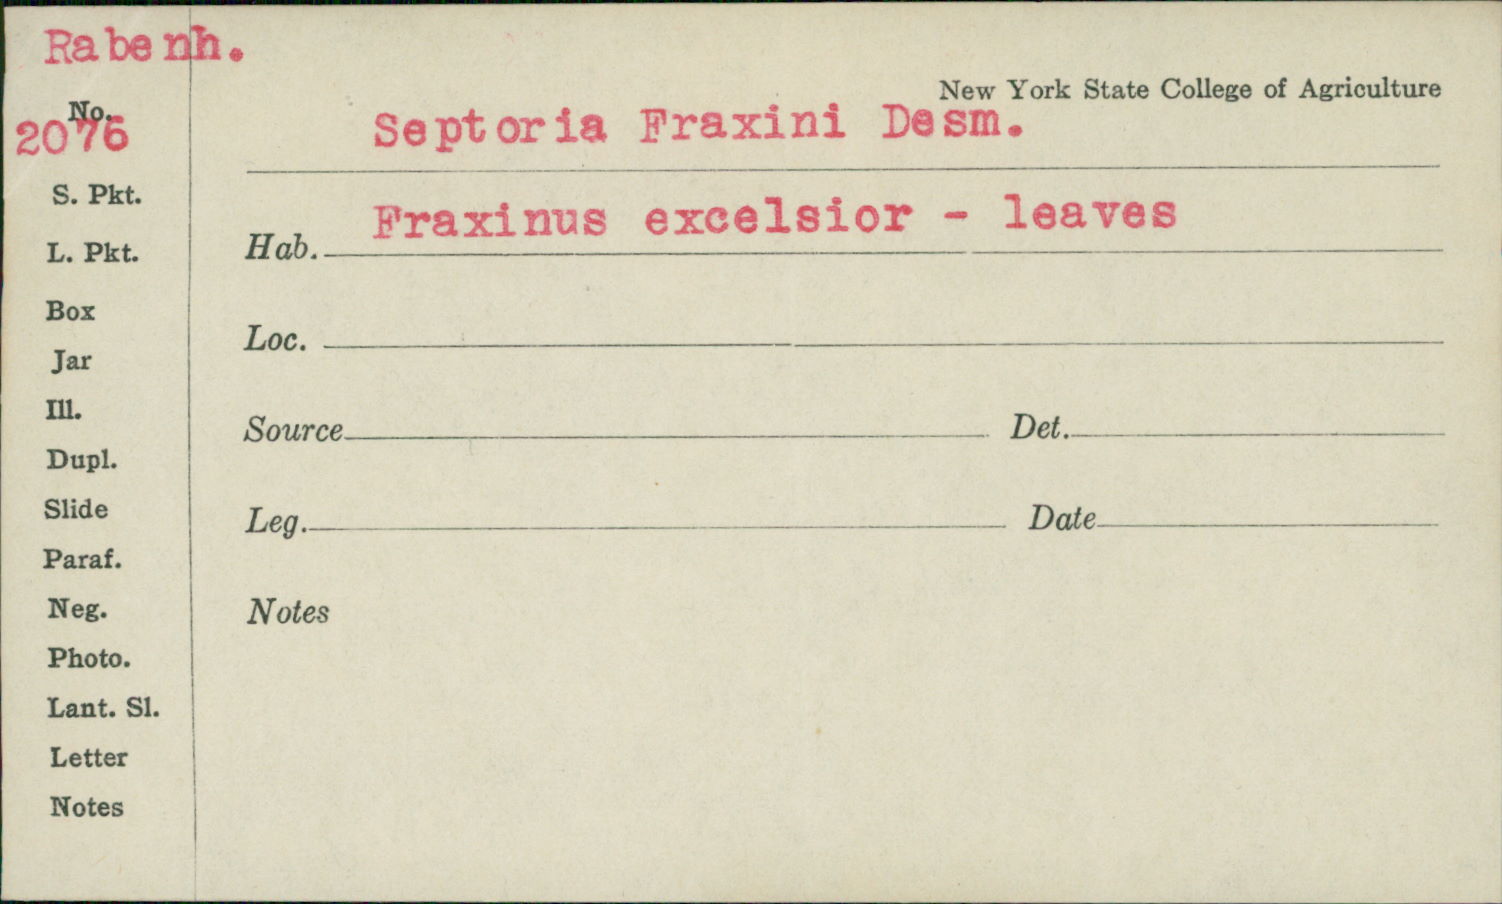 Rabenh.
New York State College of Agriculture
No.
2076
Septoria Fraxini Desm.
S. Pkt.
Fraxinus excelsior - leaves
L. Pkt.
Hab.
Box
Loc.
Jar
Ill.
Source
Det.
Dupl.
Slide
Leg.
Date
Paraf.
Neg.
Notes
Photo.
Lant. Sl.
Letter
Notes